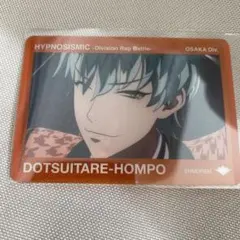 HYPNOSISMIC -Division Rap Battle-
OSAKA Div.
DOTSUITARE-HOMPO